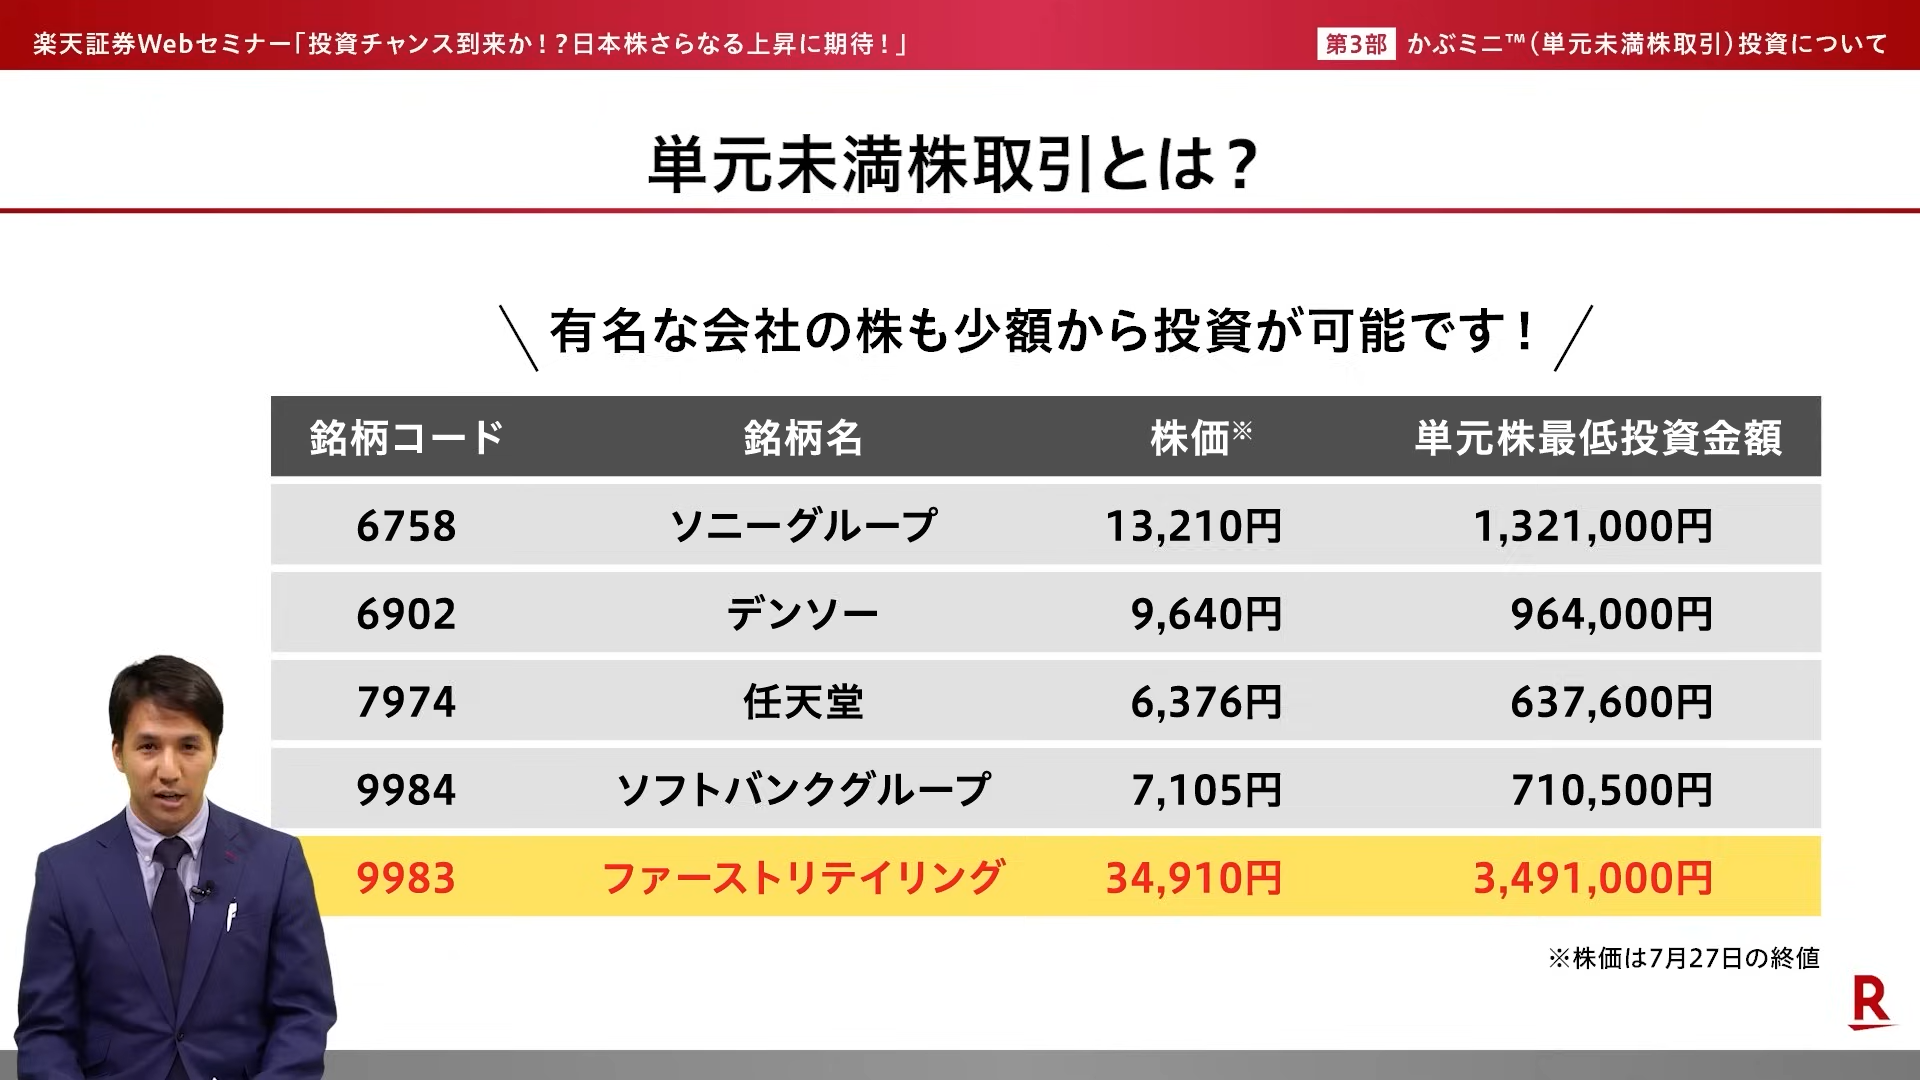 楽天証券Webセミナー「投資チャンス到来か！？日本株さらなる上昇に期待！」
第3部 かぶミニ™（単元未満株取引）投資について
単元未満株取引とは？
有名な会社の株も少額から投資が可能です！
銘柄コード 銘柄名 株価※ 単元株最低投資金額
6758 ソニーグループ 13,210円 1,321,000円
6902 デンソー 9,640円 964,000円
7974 任天堂 6,376円 637,600円
9984 ソフトバンクグループ 7,105円 710,500円
9983 ファーストリテイリング 34,910円 3,491,000円
※株価は7月27日の終値
R